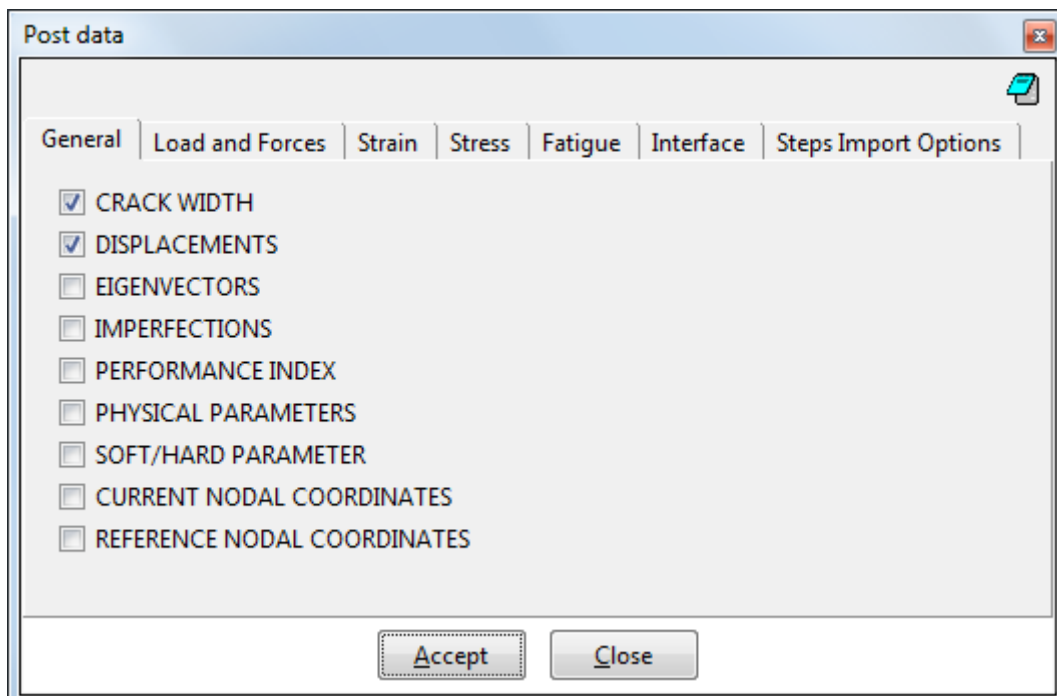 Post data
General Load and Forces Strain Stress Fatigue Interface Steps Import Options
CRACK WIDTH
DISPLACEMENTS
EIGENVECTORS
IMPERFECTIONS
PERFORMANCE INDEX
PHYSICAL PARAMETERS
SOFT/HARD PARAMETER
CURRENT NODAL COORDINATES
REFERENCE NODAL COORDINATES
Accept Close